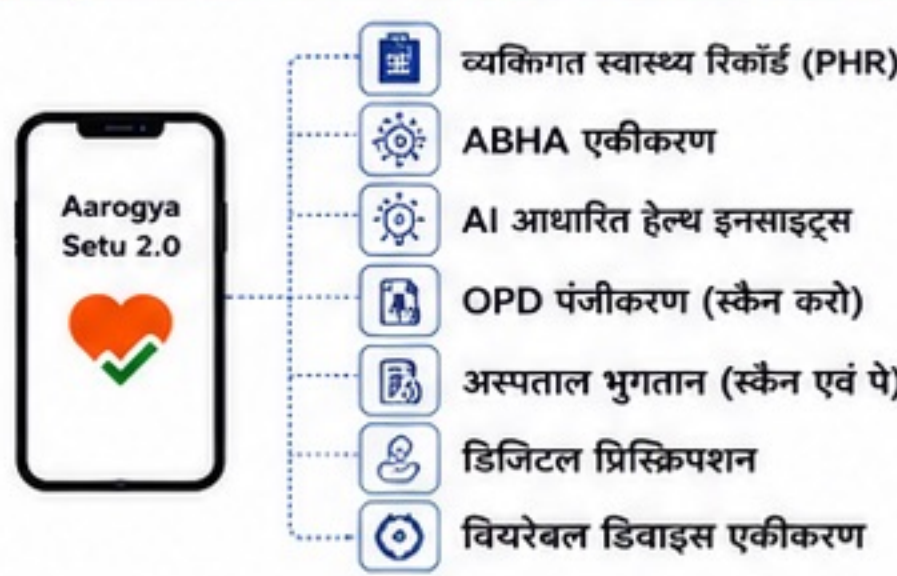 Aarogya
Setu 2.0
व्यक्तिगत स्वास्थ्य रिकॉर्ड (PHR)
ABHA एकीकरण
AI आधारित हेल्थ इनसाइट्स
OPD पंजीकरण (स्कैन करो)
अस्पताल भुगतान (स्कैन एवं पे)
डिजिटल प्रिस्क्रिपशन
वियरेबल डिवाइस एकीकरण